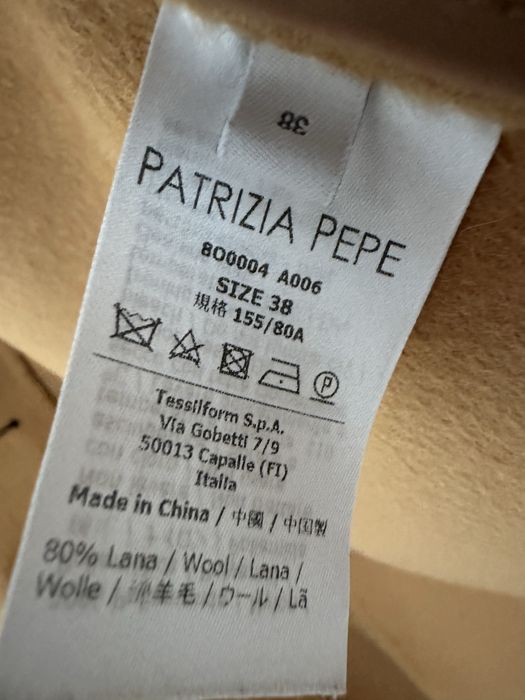 38
PATRIZIA PEPE
8O0004 A006
SIZE 38
規格 155/80A
P
Tessilform S.p.A.
Via Gobetti 7/9
50013 Capalle (FI)
Italia
Made in China / 中國 / 中国製
80% Lana / Wool / Lana /
Wolle / 羊毛 / ウール / Lã